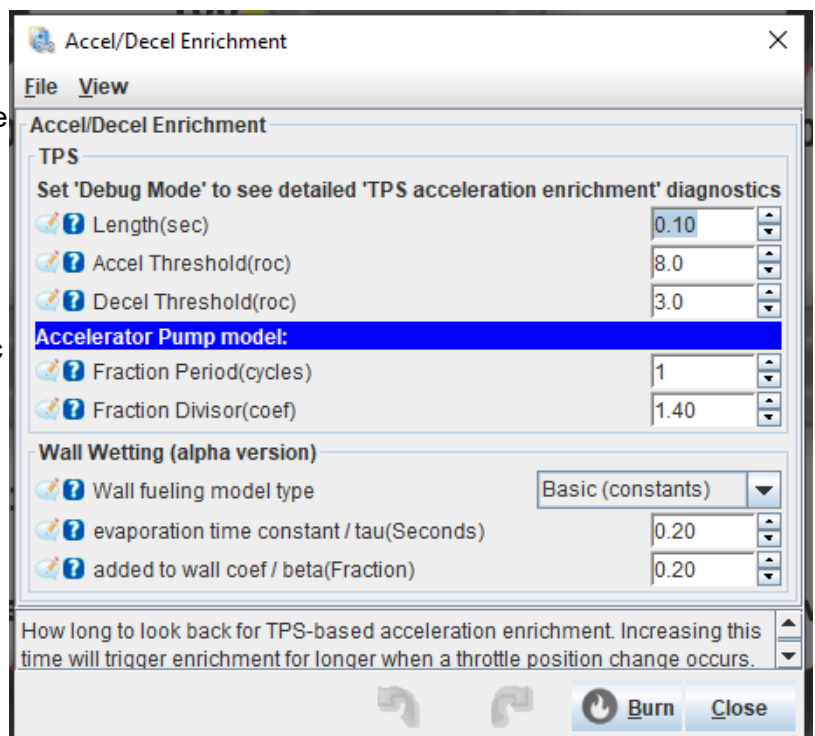 Accel/Decel Enrichment
File View
Accel/Decel Enrichment
TPS
Set 'Debug Mode' to see detailed 'TPS acceleration enrichment' diagnostics
Length(sec) 0.10
Accel Threshold(roc) 8.0
Decel Threshold(roc) 3.0
Accelerator Pump model:
Fraction Period(cycles) 1
Fraction Divisor(coef) 1.40
Wall Wetting (alpha version)
Wall fueling model type Basic (constants)
evaporation time constant / tau(Seconds) 0.20
added to wall coef / beta(Fraction) 0.20
How long to look back for TPS-based acceleration enrichment. Increasing this
time will trigger enrichment for longer when a throttle position change occurs.
Burn Close